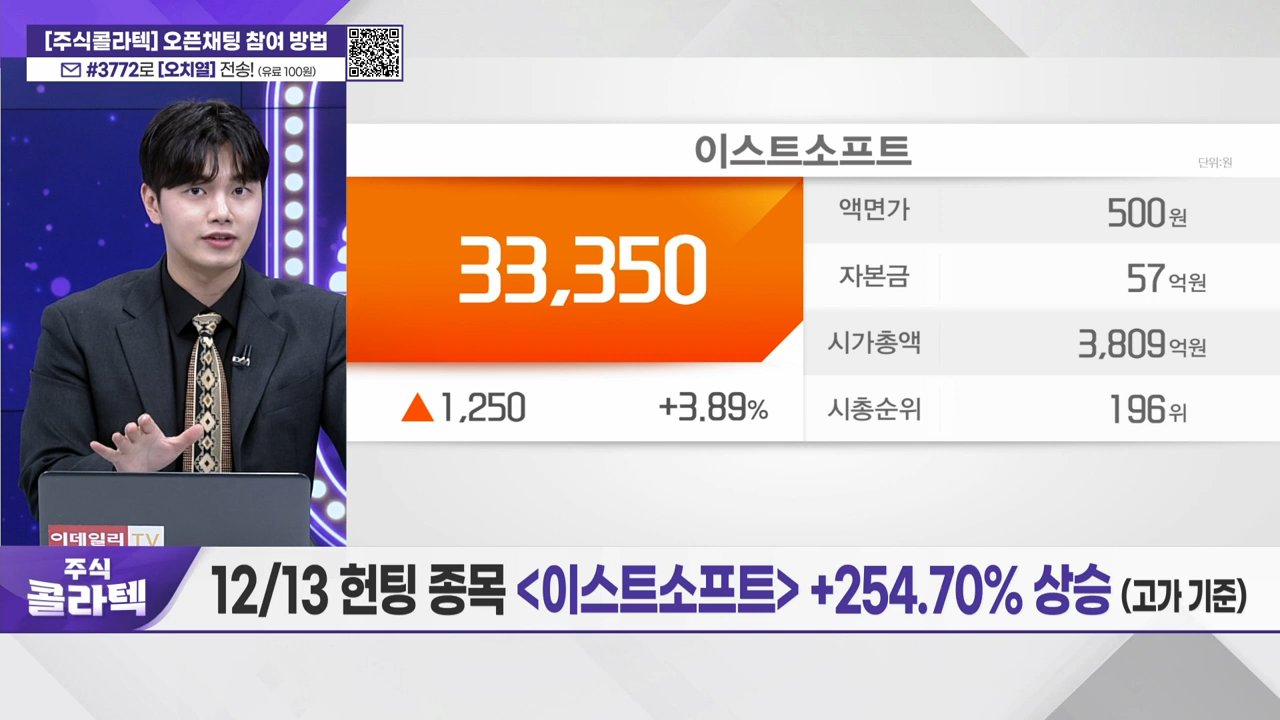 [주식콜라텍] 오픈채팅 참여 방법
#3772로 [오치열] 전송! (유료 100원)
이스트소프트
단위:원
33,350
▲1,250 +3.89%
액면가 500원
자본금 57억원
시가총액 3,809억원
시총순위 196위
이데일리 TV
주식
콜라텍
12/13 헌팅 종목 <이스트소프트> +254.70% 상승 (고가 기준)